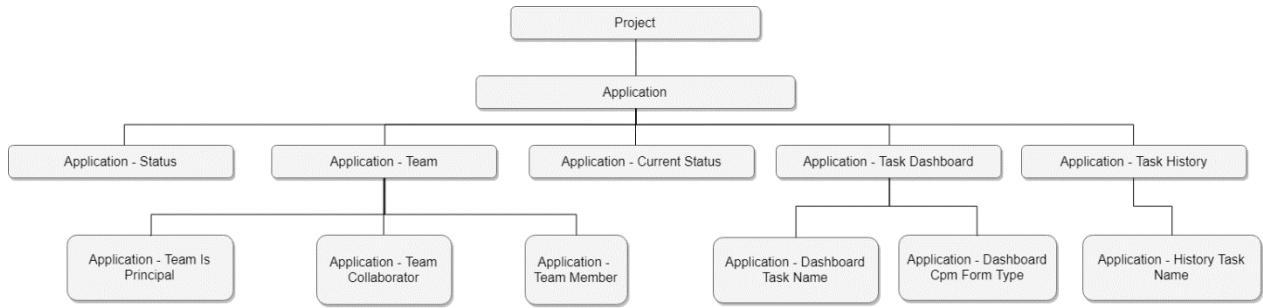 Project
Application
Application - Status
Application - Team
Application - Current Status
Application - Task Dashboard
Application - Task History
Application - Team Is
Principal
Application - Team
Collaborator
Application -
Team Member
Application - Dashboard
Task Name
Application - Dashboard
Cpm Form Type
Application - History Task
Name